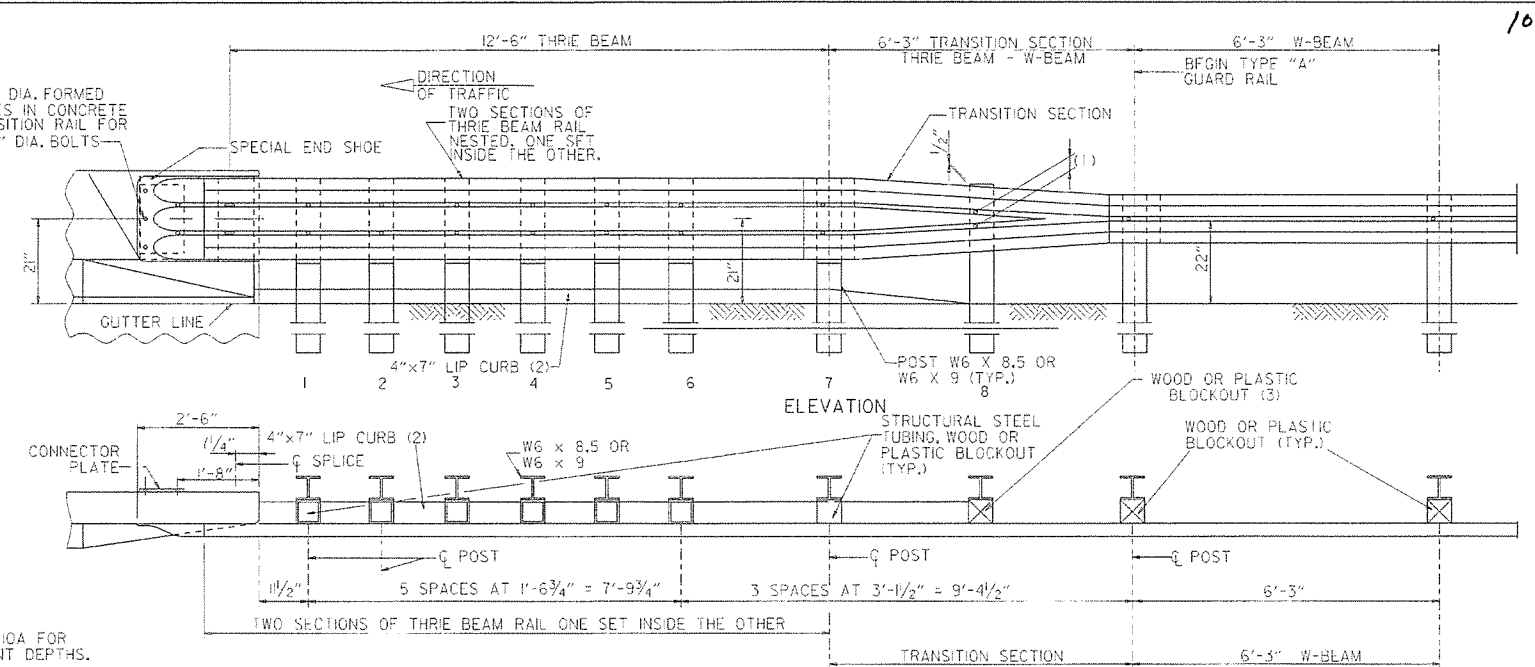 10
12'-6" THRIE BEAM
6'-3" TRANSITION SECTION
THRIE BEAM - W-BEAM
6'-3" W-BEAM
BEGIN TYPE "A"
GUARD RAIL
DIRECTION
OF TRAFFIC
DIA. FORMED
ES IN CONCRETE
SITION RAIL FOR
" DIA. BOLTS
SPECIAL END SHOE
TWO SECTIONS OF
THRIE BEAM RAIL
NESTED. ONE SET
INSIDE THE OTHER.
TRANSITION SECTION
1/2"
(1)
21"
21"
22"
GUTTER LINE
4"x7" LIP CURB (2)
POST W6 X 8.5 OR
W6 X 9 (TYP.)
1 2 3 4 5 6 7 8
ELEVATION
WOOD OR PLASTIC
BLOCKOUT (3)
2'-6"
4"x7" LIP CURB (2)
℄ SPLICE
1'-8"
CONNECTOR
PLATE
W6 x 8.5 OR
W6 x 9
STRUCTURAL STEEL
TUBING, WOOD OR
PLASTIC BLOCKOUT
(TYP.)
WOOD OR PLASTIC
BLOCKOUT (TYP.)
℄ POST
℄ POST
℄ POST
11 1/2"
5 SPACES AT 1'-6 3/4" = 7'-9 3/4"
3 SPACES AT 3'-1 1/2" = 9'-4 1/2"
6'-3"
TWO SECTIONS OF THRIE BEAM RAIL ONE SET INSIDE THE OTHER
10A FOR
NT DEPTHS.
TRANSITION SECTION
6'-3" W-BEAM